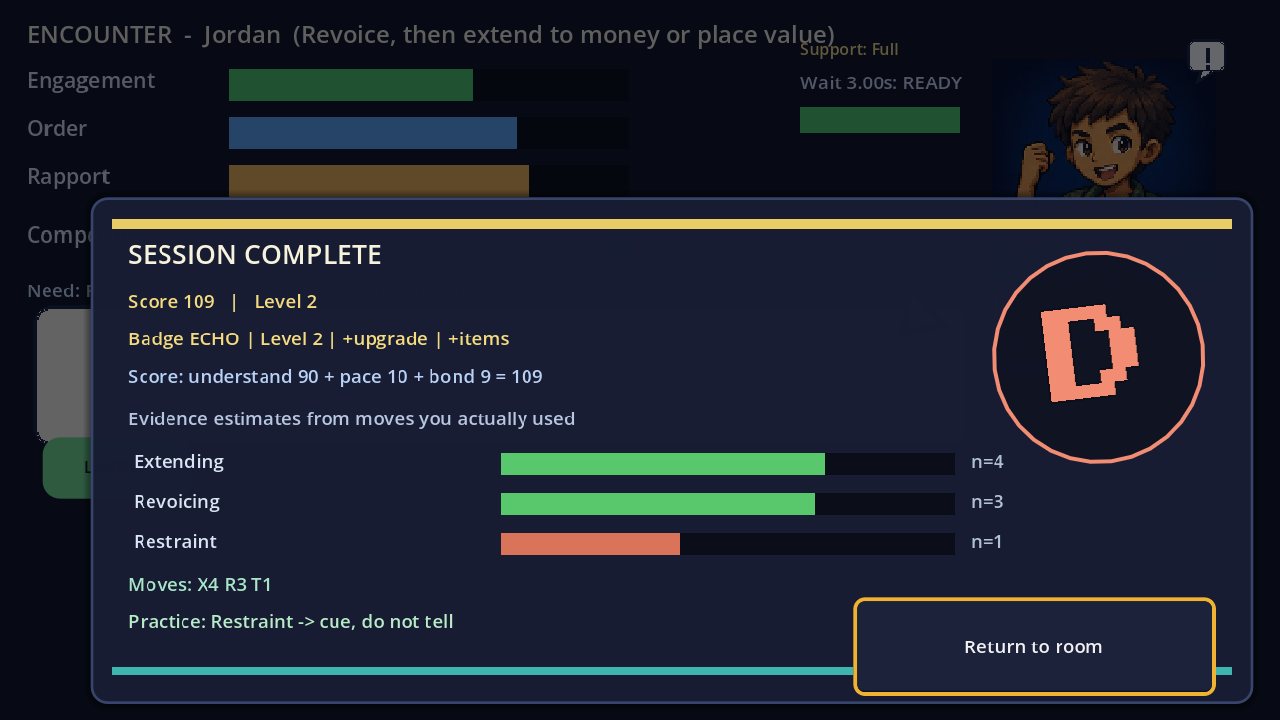 ENCOUNTER - Jordan (Revoice, then extend to money or place value)
Support: Full
Engagement
Wait 3.00s: READY
!
Order
Rapport
Comp
Need:
SESSION COMPLETE
Score 109 | Level 2
Badge ECHO | Level 2 | +upgrade | +items
Score: understand 90 + pace 10 + bond 9 = 109
D
Evidence estimates from moves you actually used
Extending n=4
Revoicing n=3
Restraint n=1
Moves: X4 R3 T1
Practice: Restraint -> cue, do not tell
Return to room